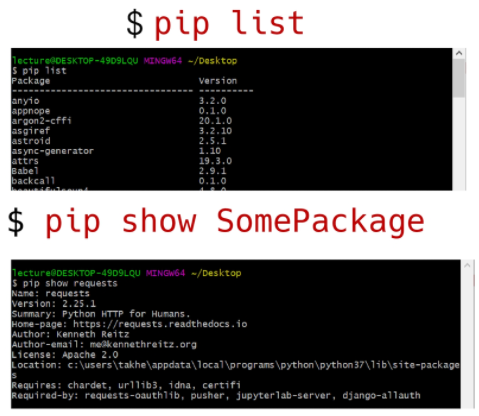 $ pip list
lecture@DESKTOP-49D9LQU MINGW64 ~/Desktop
$ pip list
Package Version
-------------------------------- ----------
anyio 3.2.0
appnope 0.1.0
argon2-cffi 20.1.0
asgiref 3.2.10
astroid 2.5.1
async-generator 1.10
attrs 19.3.0
Babel 2.9.1
backcall 0.1.0
$ pip show SomePackage
lecture@DESKTOP-49D9LQU MINGW64 ~/Desktop
$ pip show requests
Name: requests
Version: 2.25.1
Summary: Python HTTP for Humans.
Home-page: https://requests.readthedocs.io
Author: Kenneth Reitz
Author-email: me@kennethreitz.org
License: Apache 2.0
Location: c:\users\takhe\appdata\local\programs\python\python37\lib\site-package
s
Requires: chardet, urllib3, idna, certifi
Required-by: requests-oauthlib, pusher, jupyterlab-server, django-allauth